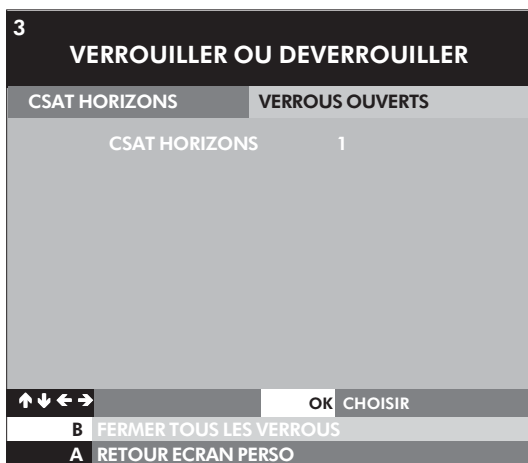 3
VERROUILLER OU DEVERROUILLER
CSAT HORIZONS VERROUS OUVERTS
CSAT HORIZONS 1
↑ ↓ ← → OK CHOISIR
B FERMER TOUS LES VERROUS
A RETOUR ECRAN PERSO